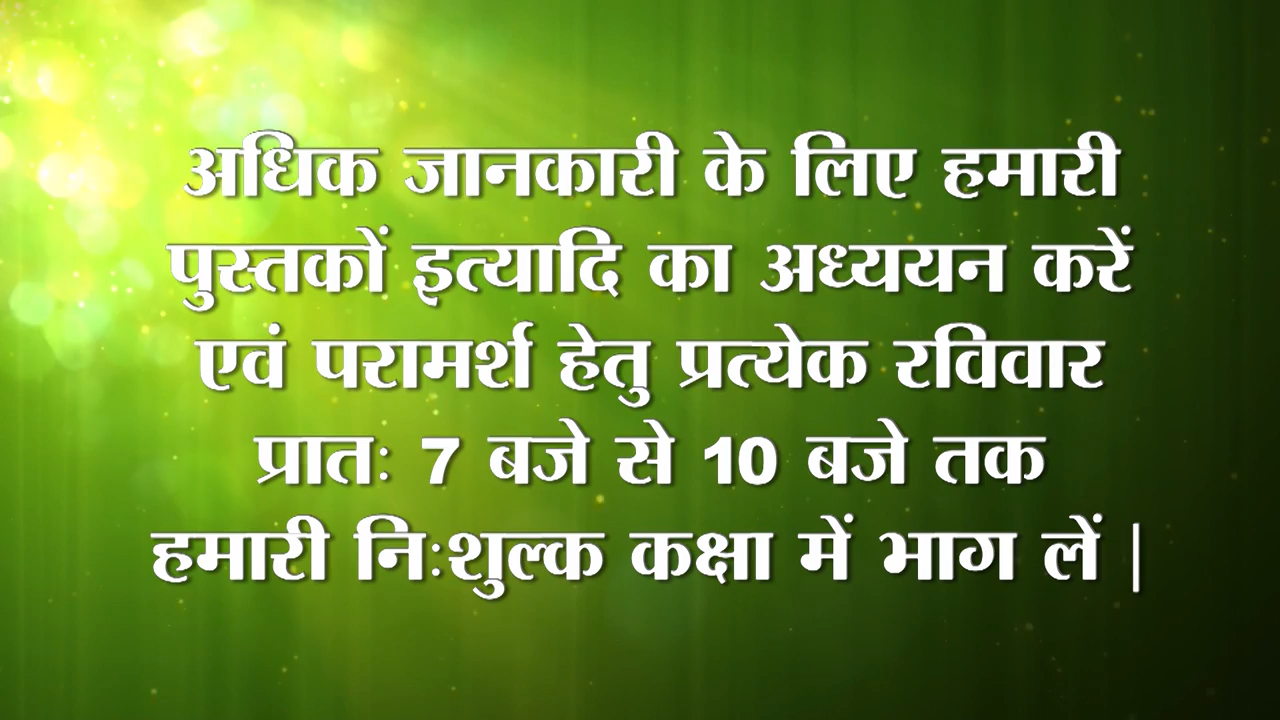 अधिक जानकारी के लिए हमारी
पुस्तकों इत्यादि का अध्ययन करें
एवं परामर्श हेतु प्रत्येक रविवार
प्रातः 7 बजे से 10 बजे तक
हमारी निःशुल्क कक्षा में भाग लें |